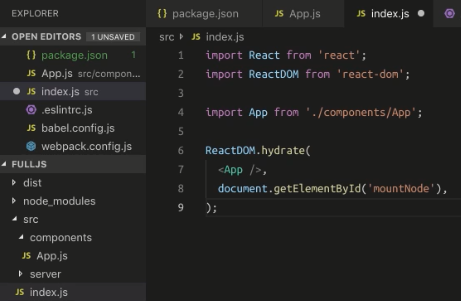 EXPLORER
OPEN EDITORS 1 UNSAVED
{} package.json 1
JS App.js src/compon...
JS index.js src
.eslintrc.js
JS babel.config.js
webpack.config.js
FULLJS
dist
node_modules
src
components
JS App.js
server
JS index.js
{} package.json
JS App.js
JS index.js
src › JS index.js
1 import React from 'react';
2 import ReactDOM from 'react-dom';
3
4 import App from './components/App';
5
6 ReactDOM.hydrate(
7 <App />,
8 document.getElementById('mountNode'),
9 );